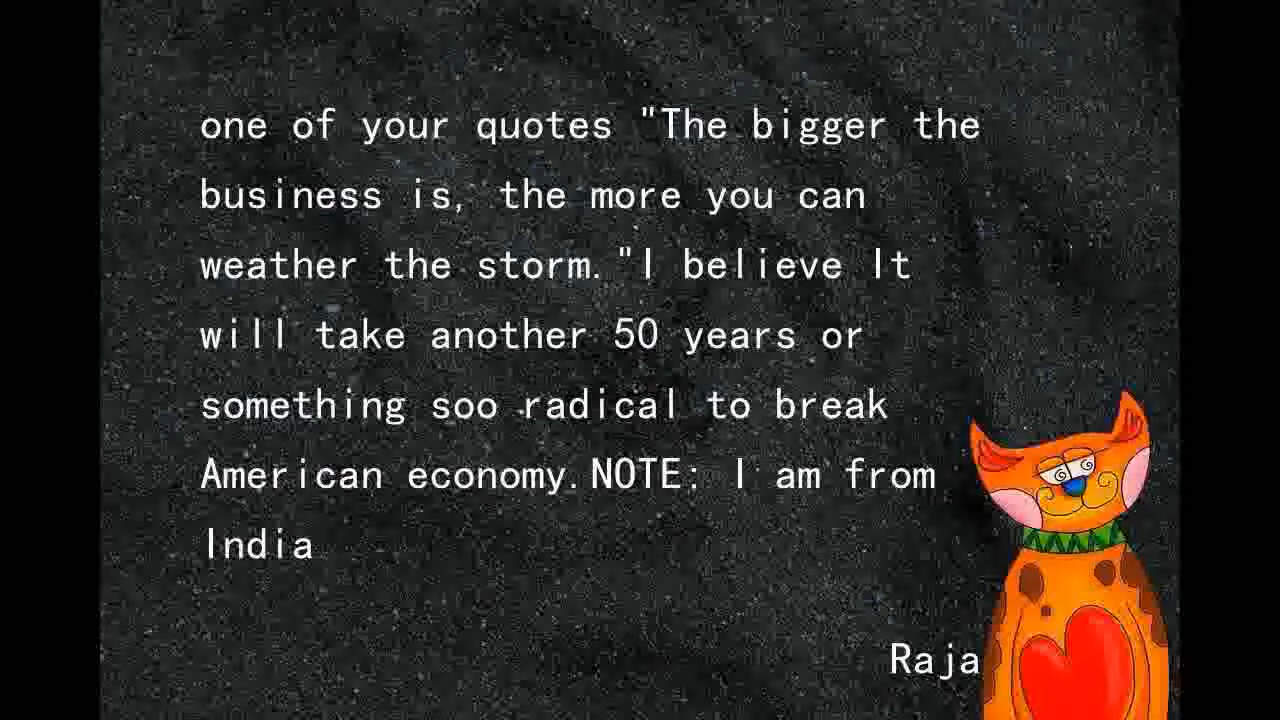 one of your quotes "The bigger the
business is, the more you can
weather the storm."I believe It
will take another 50 years or
something soo radical to break
American economy.NOTE: I am from
India
Raja